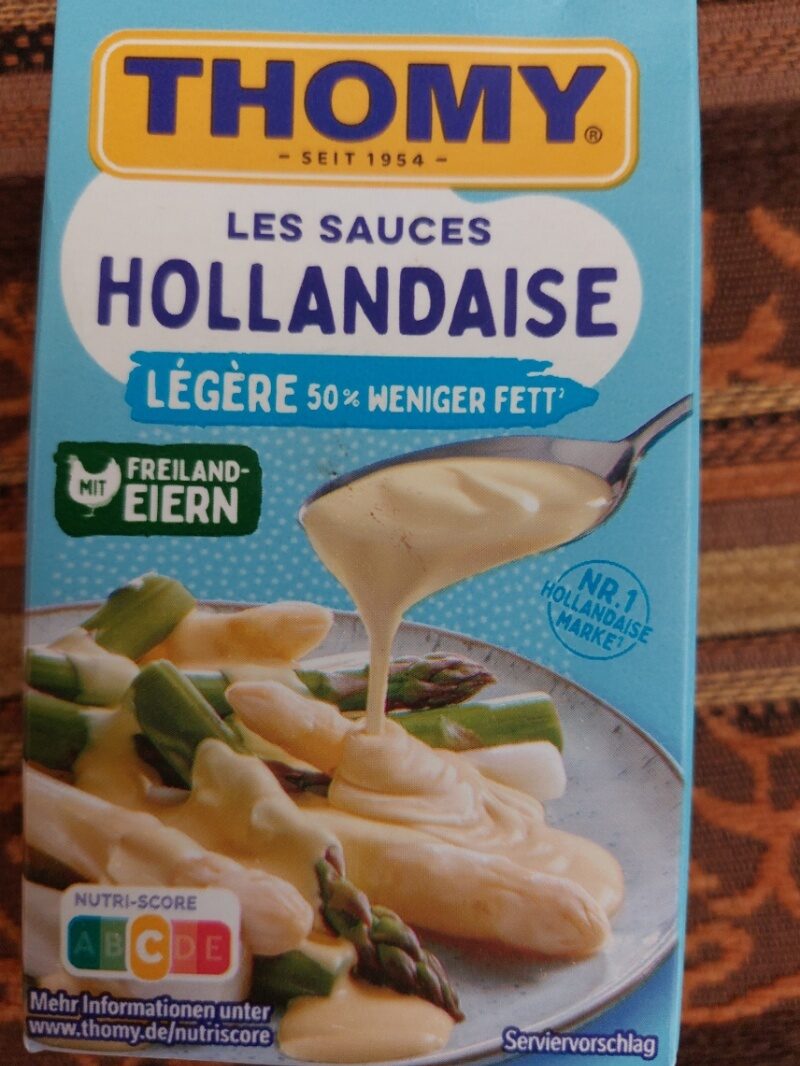 THOMY®
- SEIT 1954 -
LES SAUCES
HOLLANDAISE
LÉGÈRE 50% WENIGER FETT²
MIT FREILAND-
EIERN
NR. 1
HOLLANDAISE
MARKE¹
NUTRI-SCORE
A B C D E
Mehr Informationen unter
www.thomy.de/nutriscore
Serviervorschlag